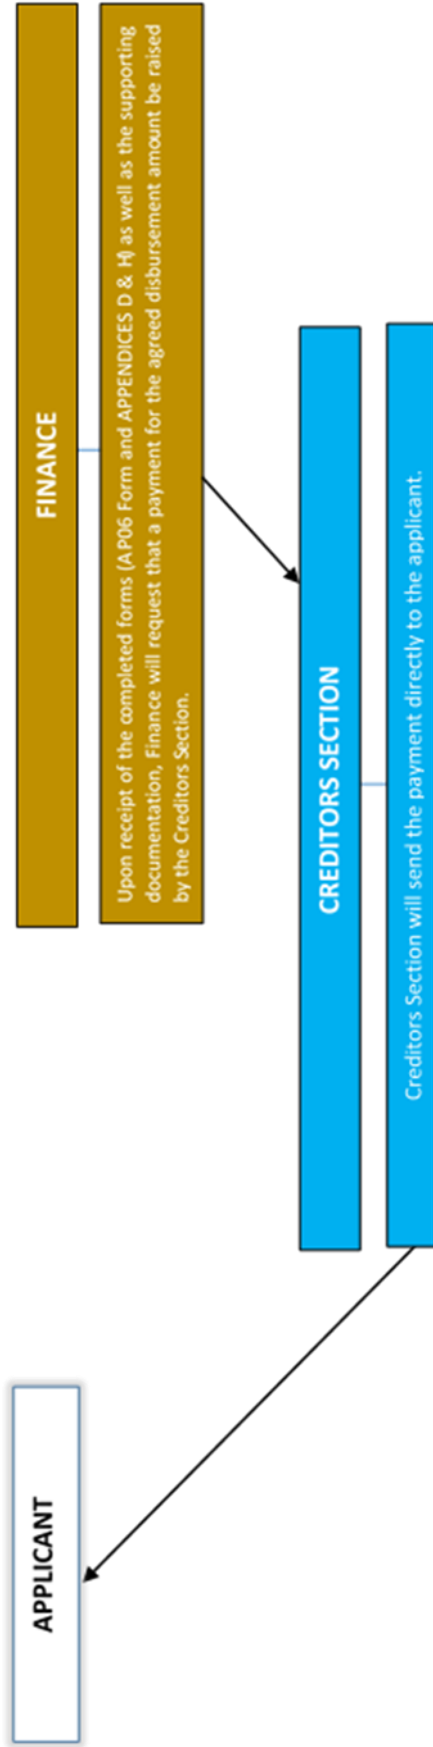 FINANCE
Upon receipt of the completed forms (AP06 Form and APPENDICES D & H) as well as the supporting
documentation, Finance will request that a payment for the agreed disbursement amount be raised
by the Creditors Section.
CREDITORS SECTION
Creditors Section will send the payment directly to the applicant.
APPLICANT